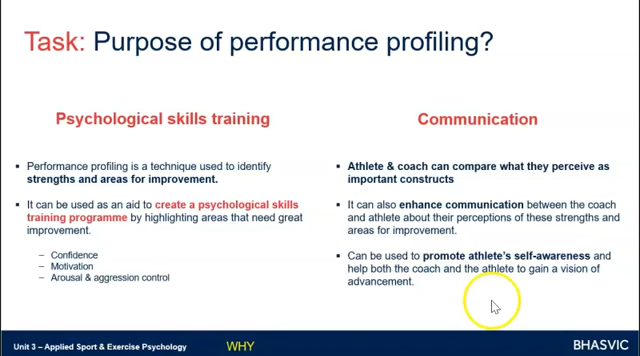 Task: Purpose of performance profiling?
Psychological skills training
Performance profiling is a technique used to identify
strengths and areas for improvement.
It can be used as an aid to create a psychological skills
training programme by highlighting areas that need great
improvement.
– Confidence
– Motivation
– Arousal & aggression control
Communication
Athlete & coach can compare what they perceive as
important constructs
It can also enhance communication between the coach
and athlete about their perceptions of these strengths and
areas for improvement.
Can be used to promote athlete's self-awareness and
help both the coach and the athlete to gain a vision of
advancement.
Unit 3 – Applied Sport & Exercise Psychology
WHY
BHASVIC